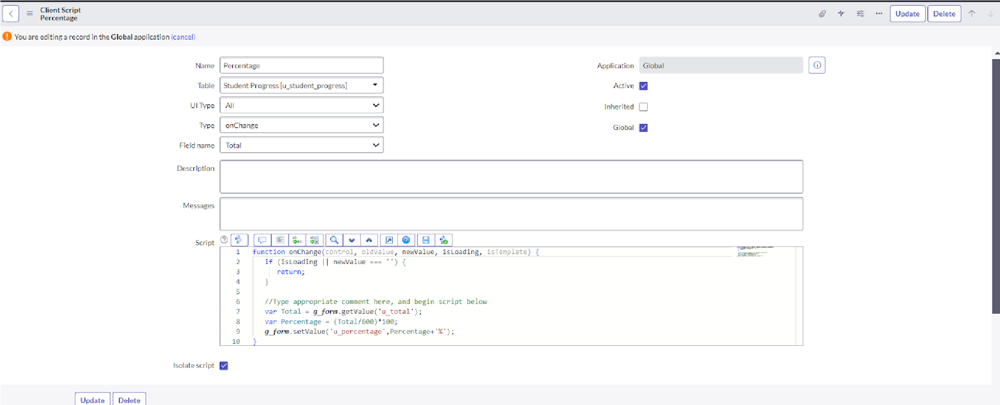 Client Script
Percentage
Update
Delete
You are editing a record in the Global application (cancel)
Name
Percentage
Application
Global
Table
Student Progress [u_student_progress]
Active
UI Type
All
Inherited
Type
onChange
Global
Field name
Total
Description
Messages
Script
1 function onChange(control, oldValue, newValue, isLoading, isTemplate) {
2 if (isLoading || newValue === '') {
3 return;
4 }
5
6 //Type appropriate comment here, and begin script below
7 var Total = g_form.getValue('u_total');
8 var Percentage = (Total/600)*100;
9 g_form.setValue('u_percentage',Percentage+'%');
10 }
Isolate script
Update
Delete